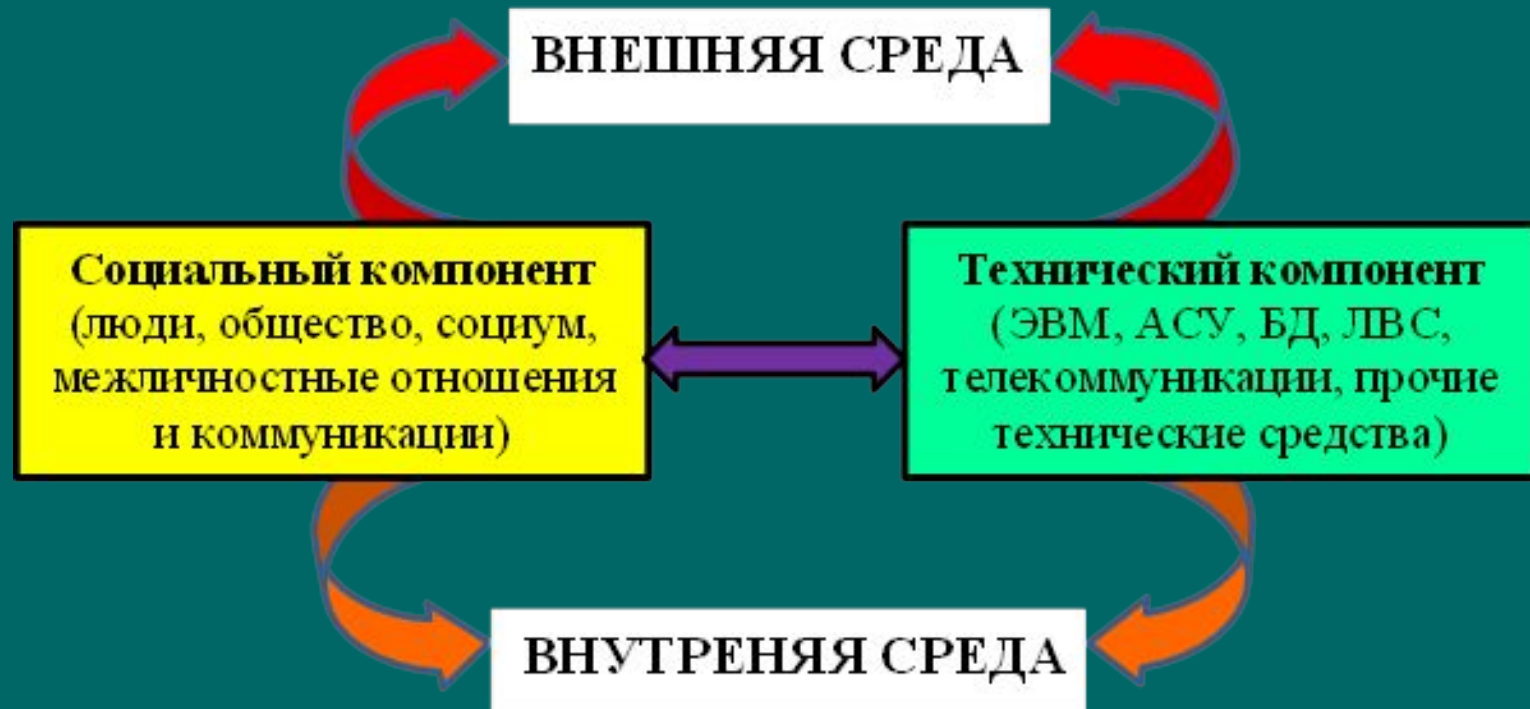 ВНЕШНЯЯ СРЕДА
Социальный компонент
(люди, общество, социум,
межличностные отношения
и коммуникации)
Технический компонент
(ЭВМ, АСУ, БД, ЛВС,
телекоммуникации, прочие
технические средства)
ВНУТРЕНЯЯ СРЕДА